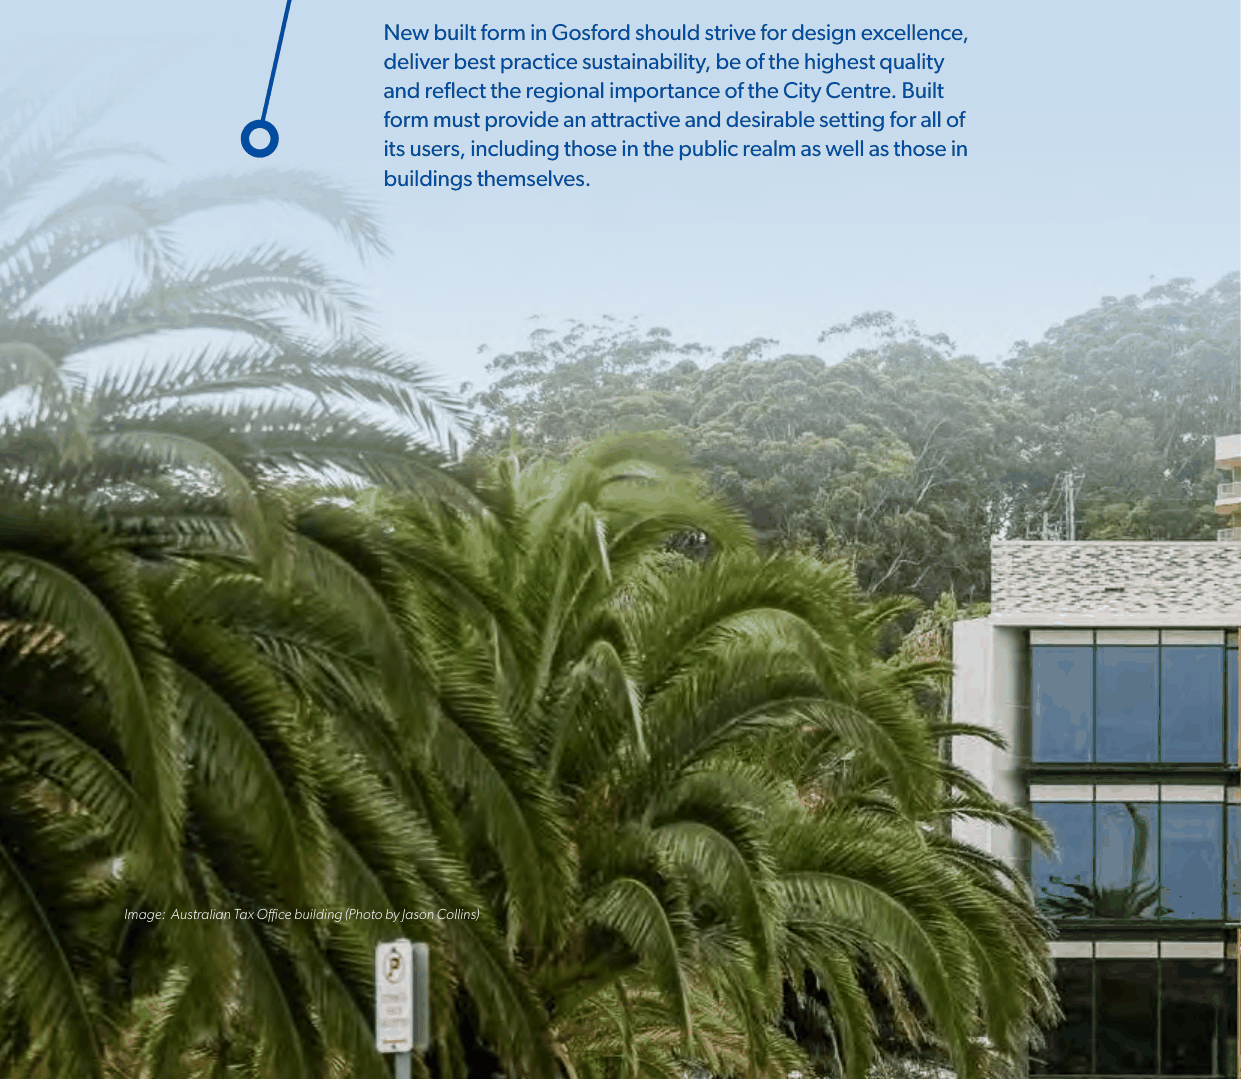 New built form in Gosford should strive for design excellence,
deliver best practice sustainability, be of the highest quality
and reflect the regional importance of the City Centre. Built
form must provide an attractive and desirable setting for all of
its users, including those in the public realm as well as those in
buildings themselves.
Image: Australian Tax Office building (Photo by Jason Collins)
P